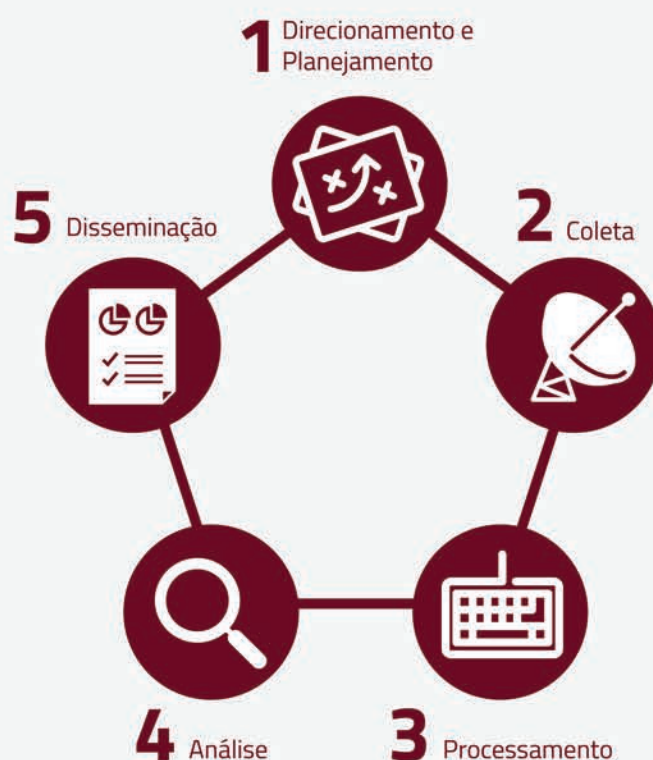 1 Direcionamento e
Planejamento
2 Coleta
3 Processamento
4 Análise
5 Disseminação